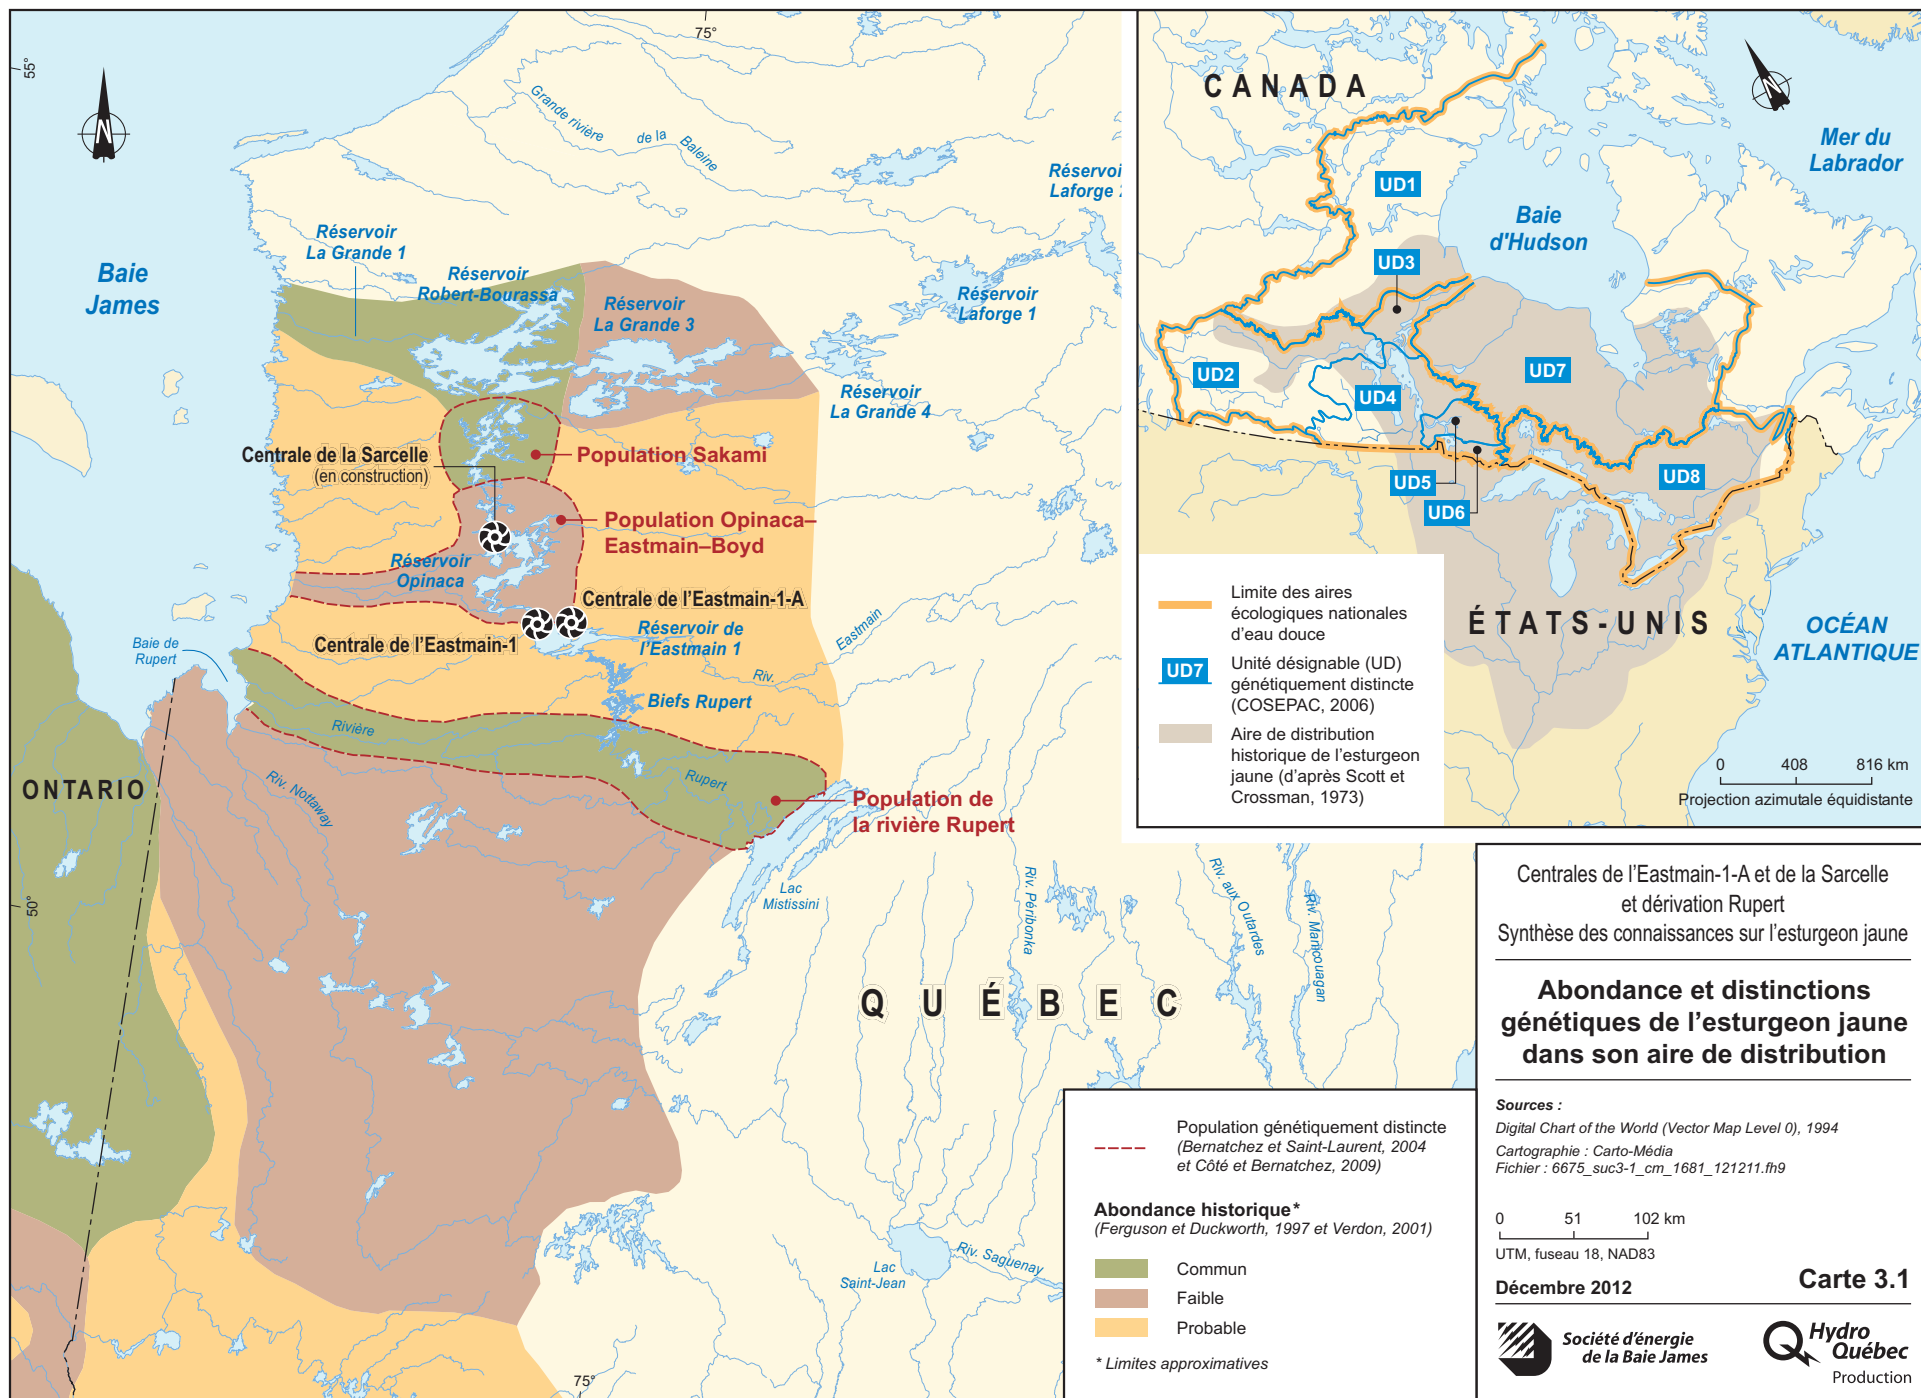 75°
55°
N
Grande rivière
de la
Baleine
Réservoi
Laforge 2
Réservoir
La Grande 1
Baie
James
Réservoir
Robert-Bourassa
Réservoir
La Grande 3
Réservoir
Laforge 1
Réservoir
La Grande 4
Centrale de la Sarcelle
(en construction)
Population Sakami
Population Opinaca–
Eastmain–Boyd
Réservoir
Opinaca
Centrale de l'Eastmain-1-A
Centrale de l'Eastmain-1
Réservoir de
l'Eastmain 1
Eastmain
Riv.
Baie de
Rupert
Biefs Rupert
Rivière
Rupert
ONTARIO
Riv. Nottaway
Population de
la rivière Rupert
Lac
Mistissini
50°
Riv. Péribonka
Riv. aux Outardes
Riv. Manicouagan
QUÉBEC
Lac
Saint-Jean
Riv. Saguenay
75°
CANADA
N
Mer du
Labrador
UD1
Baie
d'Hudson
UD3
UD2
UD4
UD7
UD5
UD6
UD8
ÉTATS-UNIS
OCÉAN
ATLANTIQUE
Limite des aires
écologiques nationales
d'eau douce
UD7
Unité désignable (UD)
génétiquement distincte
(COSEPAC, 2006)
Aire de distribution
historique de l'esturgeon
jaune (d'après Scott et
Crossman, 1973)
0 408 816 km
Projection azimutale équidistante
Population génétiquement distincte
(Bernatchez et Saint-Laurent, 2004
et Côté et Bernatchez, 2009)
Abondance historique*
(Ferguson et Duckworth, 1997 et Verdon, 2001)
Commun
Faible
Probable
* Limites approximatives
Centrales de l'Eastmain-1-A et de la Sarcelle
et dérivation Rupert
Synthèse des connaissances sur l'esturgeon jaune
Abondance et distinctions
génétiques de l'esturgeon jaune
dans son aire de distribution
Sources :
Digital Chart of the World (Vector Map Level 0), 1994
Cartographie : Carto-Média
Fichier : 6675_suc3-1_cm_1681_121211.fh9
0 51 102 km
UTM, fuseau 18, NAD83
Décembre 2012
Carte 3.1
Société d'énergie
de la Baie James
Hydro
Québec
Production